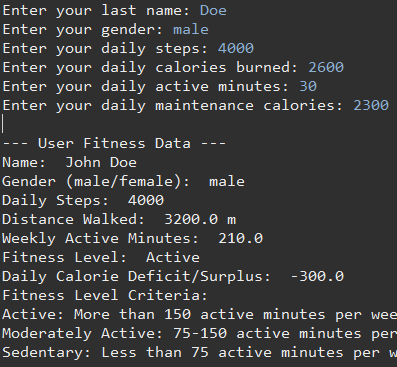 Enter your last name: Doe
Enter your gender: male
Enter your daily steps: 4000
Enter your daily calories burned: 2600
Enter your daily active minutes: 30
Enter your daily maintenance calories: 2300
--- User Fitness Data ---
Name:  John Doe
Gender (male/female):  male
Daily Steps:  4000
Distance Walked:  3200.0 m
Weekly Active Minutes:  210.0
Fitness Level:  Active
Daily Calorie Deficit/Surplus:  -300.0
Fitness Level Criteria:
Active: More than 150 active minutes per wee
Moderately Active: 75-150 active minutes per
Sedentary: Less than 75 active minutes per w